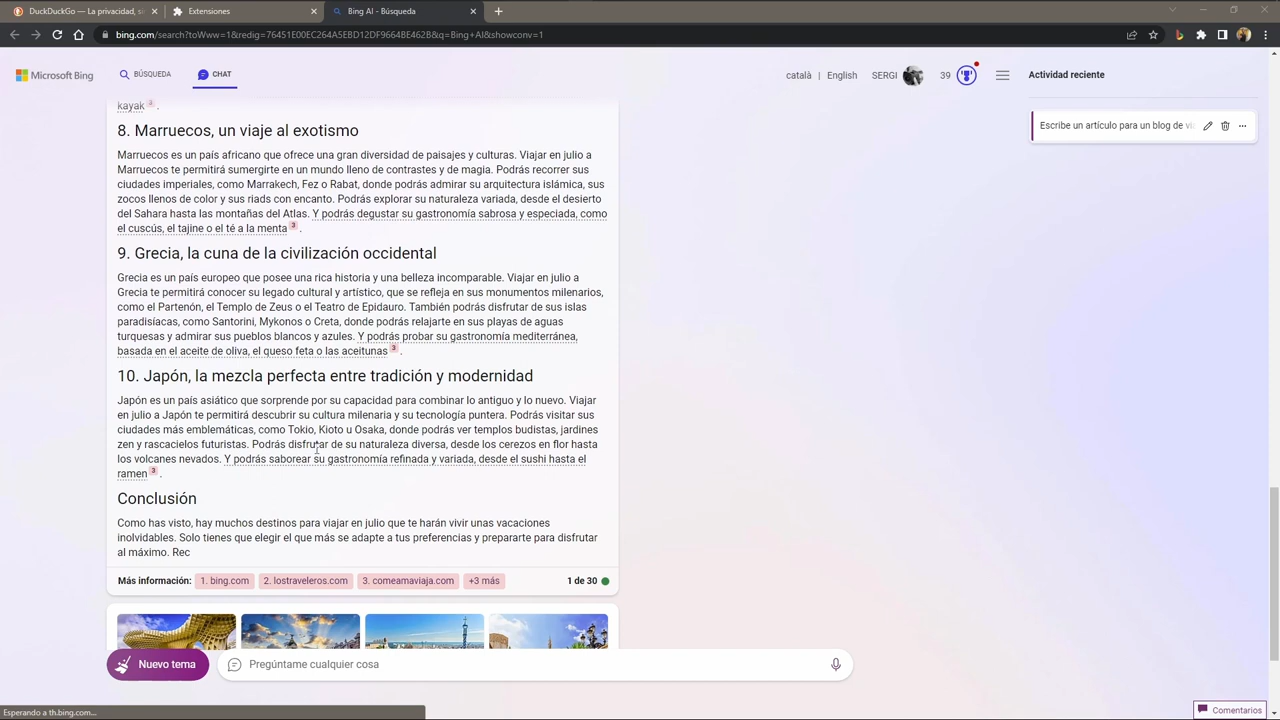 DuckDuckGo — La privacidad, si
Extensiones
Bing AI - Búsqueda
bing.com/search?toWww=1&redig=76451E00EC264A5EBD12DF9664BE462B&q=Bing+AI&showconv=1
Microsoft Bing
BÚSQUEDA
CHAT
català | English SERGI 39
Actividad reciente
Escribe un artículo para un blog de vi
kayak 3 .
8. Marruecos, un viaje al exotismo
Marruecos es un país africano que ofrece una gran diversidad de paisajes y culturas. Viajar en julio a
Marruecos te permitirá sumergirte en un mundo lleno de contrastes y de magia. Podrás recorrer sus
ciudades imperiales, como Marrakech, Fez o Rabat, donde podrás admirar su arquitectura islámica, sus
zocos llenos de color y sus riads con encanto. Podrás explorar su naturaleza variada, desde el desierto
del Sahara hasta las montañas del Atlas. Y podrás degustar su gastronomía sabrosa y especiada, como
el cuscús, el tajine o el té a la menta 3 .
9. Grecia, la cuna de la civilización occidental
Grecia es un país europeo que posee una rica historia y una belleza incomparable. Viajar en julio a
Grecia te permitirá conocer su legado cultural y artístico, que se refleja en sus monumentos milenarios,
como el Partenón, el Templo de Zeus o el Teatro de Epidauro. También podrás disfrutar de sus islas
paradisíacas, como Santorini, Mykonos o Creta, donde podrás relajarte en sus playas de aguas
turquesas y admirar sus pueblos blancos y azules. Y podrás probar su gastronomía mediterránea,
basada en el aceite de oliva, el queso feta o las aceitunas 3 .
10. Japón, la mezcla perfecta entre tradición y modernidad
Japón es un país asiático que sorprende por su capacidad para combinar lo antiguo y lo nuevo. Viajar
en julio a Japón te permitirá descubrir su cultura milenaria y su tecnología puntera. Podrás visitar sus
ciudades más emblemáticas, como Tokio, Kioto u Osaka, donde podrás ver templos budistas, jardines
zen y rascacielos futuristas. Podrás disfrutar de su naturaleza diversa, desde los cerezos en flor hasta
los volcanes nevados. Y podrás saborear su gastronomía refinada y variada, desde el sushi hasta el
ramen 3 .
Conclusión
Como has visto, hay muchos destinos para viajar en julio que te harán vivir unas vacaciones
inolvidables. Solo tienes que elegir el que más se adapte a tus preferencias y prepararte para disfrutar
al máximo. Rec
Más información: 1. bing.com 2. lostraveleros.com 3. comeamaviaja.com +3 más 1 de 30
Nuevo tema
Pregúntame cualquier cosa
Esperando a th.bing.com...
Comentarios